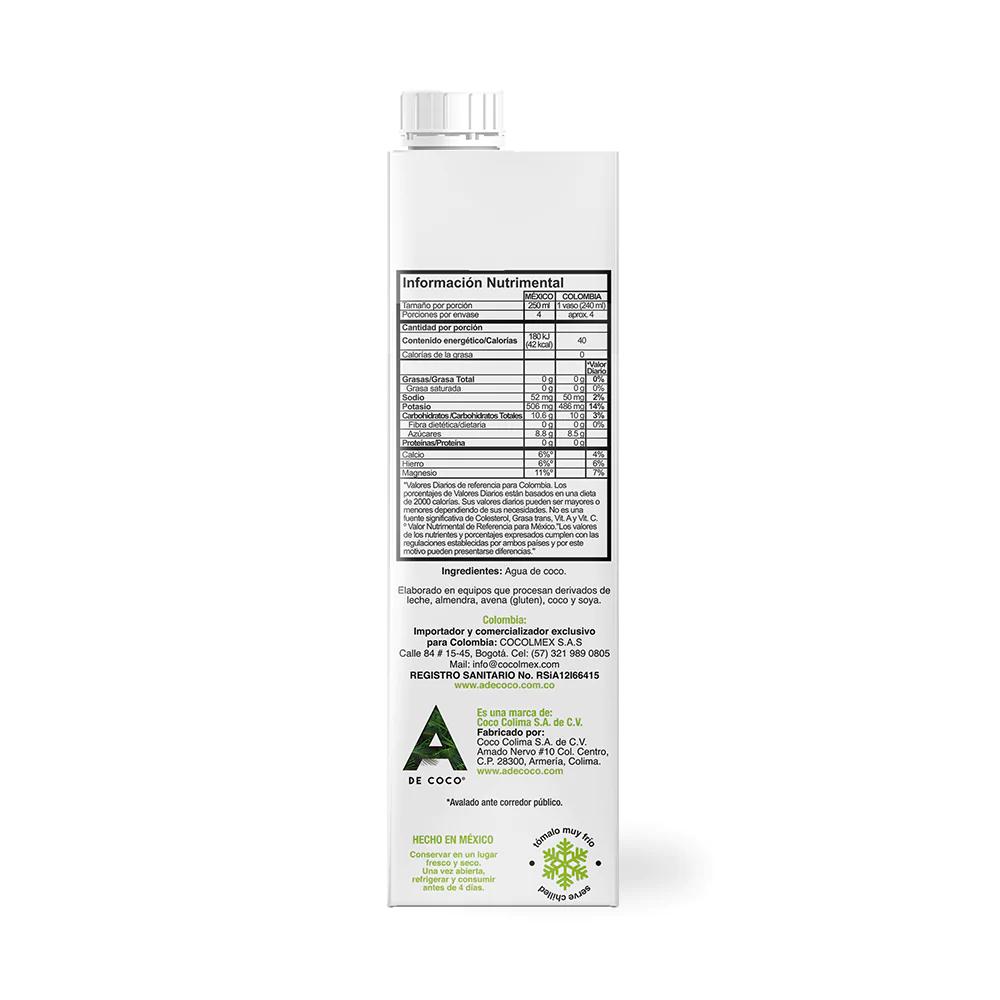 Información Nutrimental
MÉXICO COLOMBIA
Tamaño por porción 250 ml 1 vaso (240 ml)
Porciones por envase 4 aprox. 4
Cantidad por porción
Contenido energético/Calorías 180 kJ (42 kcal) 40
Calorías de la grasa 0
*Valor Diario
Grasas/Grasa Total 0 g 0 g 0%
Grasa saturada 0 g 0 g 0%
Sodio 52 mg 50 mg 2%
Potasio 506 mg 486 mg 14%
Carbohidratos /Carbohidratos Totales 10.6 g 10 g 3%
Fibra dietética/dietaria 0 g 0 g 0%
Azúcares 8.8 g 8.5 g
Proteínas/Proteína 0 g 0 g
Calcio 6%º 4%
Hierro 6%º 6%
Magnesio 11%º 7%
*Valores Diarios de referencia para Colombia. Los
porcentajes de Valores Diarios están basados en una dieta
de 2000 calorías. Sus valores diarios pueden ser mayores o
menores dependiendo de sus necesidades. No es una
fuente significativa de Colesterol, Grasa trans, Vit. A y Vit. C.
º Valor Nutrimental de Referencia para México."Los valores
de los nutrientes y porcentajes expresados cumplen con las
regulaciones establecidas por ambos países y por este
motivo pueden presentarse diferencias."
Ingredientes: Agua de coco.
Elaborado en equipos que procesan derivados de
leche, almendra, avena (gluten), coco y soya.
Colombia:
Importador y comercializador exclusivo
para Colombia: COCOLMEX S.A.S
Calle 84 # 15-45, Bogotá. Cel: (57) 321 989 0805
Mail: info@cocolmex.com
REGISTRO SANITARIO No. RSiA12I66415
www.adecoco.com.co
A
DE COCO®
Es una marca de:
Coco Colima S.A. de C.V.
Fabricado por:
Coco Colima S.A. de C.V.
Amado Nervo #10 Col. Centro,
C.P. 28300, Armería, Colima.
www.adecoco.com
*Avalado ante corredor público.
HECHO EN MÉXICO
Conservar en un lugar
fresco y seco.
Una vez abierta,
refrigerar y consumir
antes de 4 días.
tómalo muy frío
serve chilled